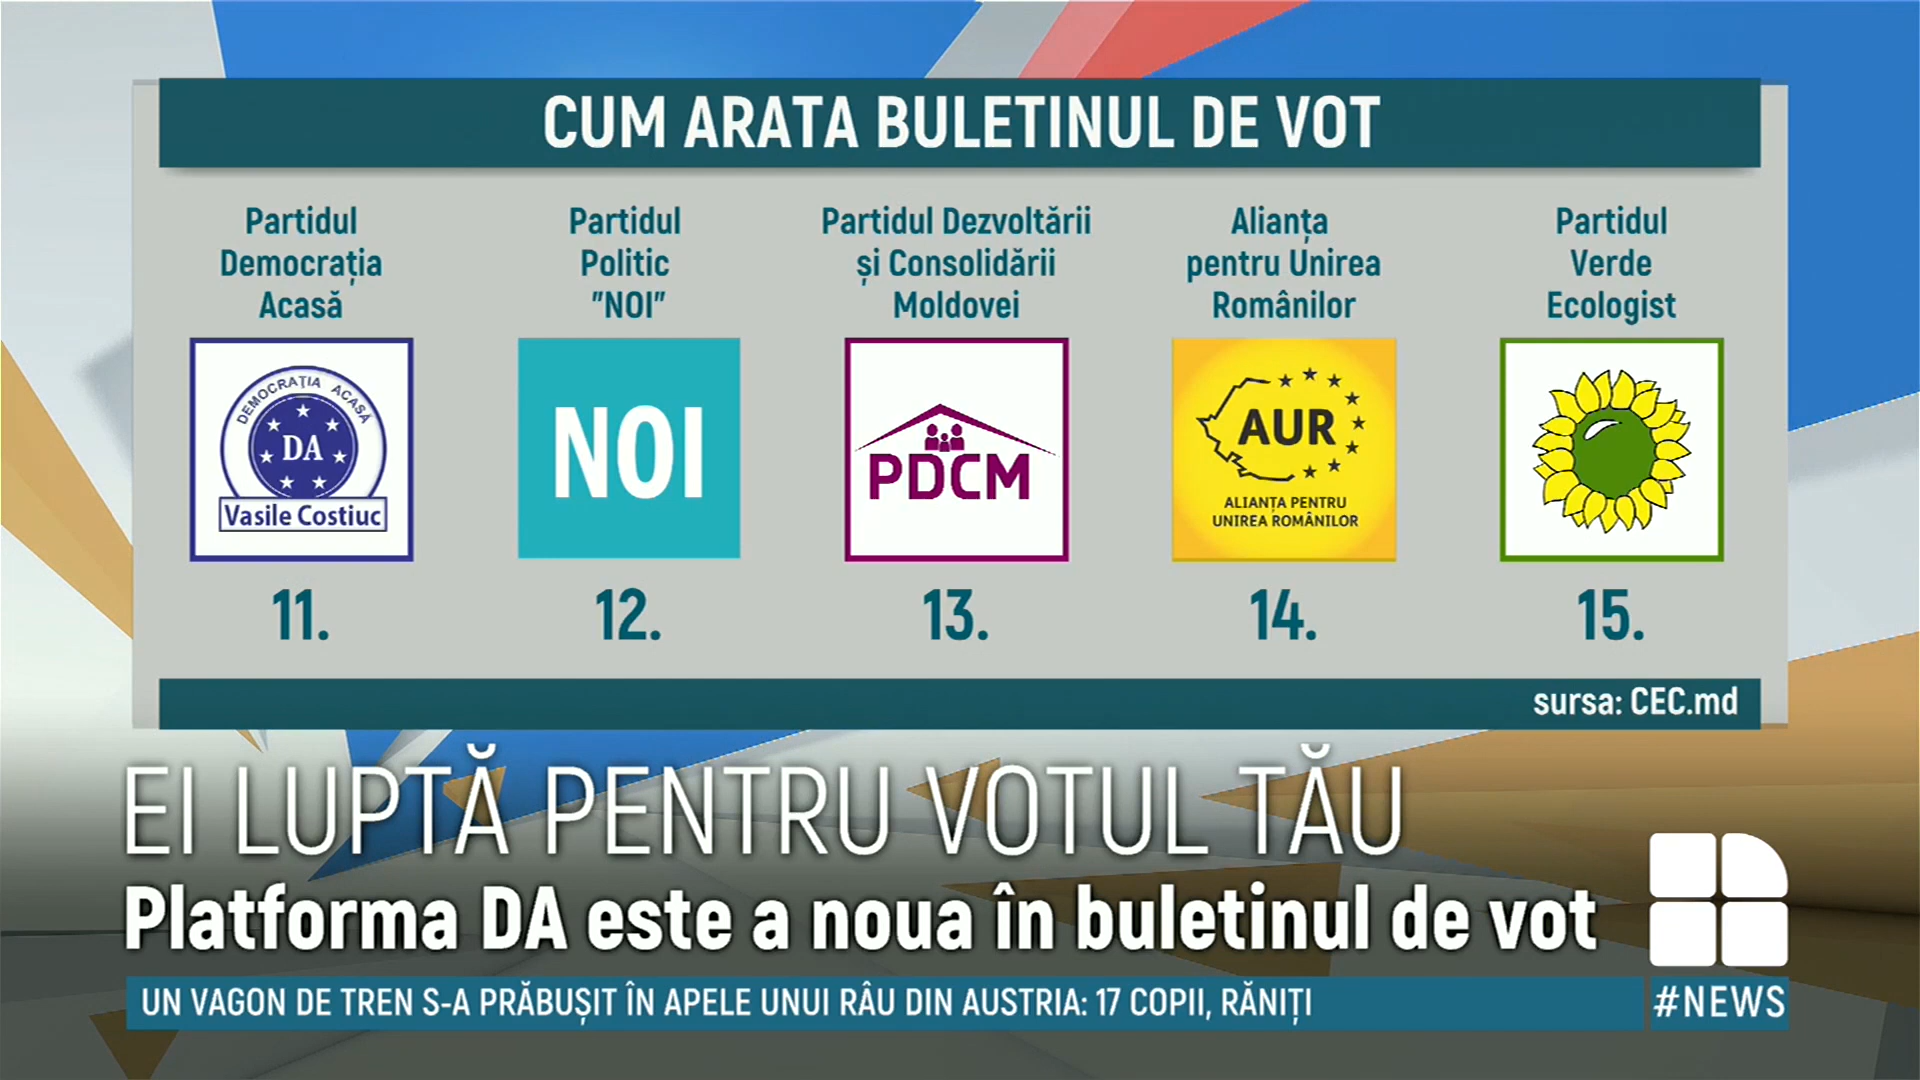 CUM ARATA BULETINUL DE VOT
Partidul
Democrația
Acasă
Partidul
Politic
”NOI”
Partidul Dezvoltării
și Consolidării
Moldovei
Alianța
pentru Unirea
Românilor
Partidul
Verde
Ecologist
DEMOCRAȚIA ACASĂ
DA
Vasile Costiuc
NOI
PDCM
AUR
ALIANȚA PENTRU
UNIREA ROMÂNILOR
11.
12.
13.
14.
15.
sursa: CEC.md
EI LUPTĂ PENTRU VOTUL TĂU
Platforma DA este a noua în buletinul de vot
UN VAGON DE TREN S-A PRĂBUȘIT ÎN APELE UNUI RÂU DIN AUSTRIA: 17 COPII, RĂNIȚI
#NEWS